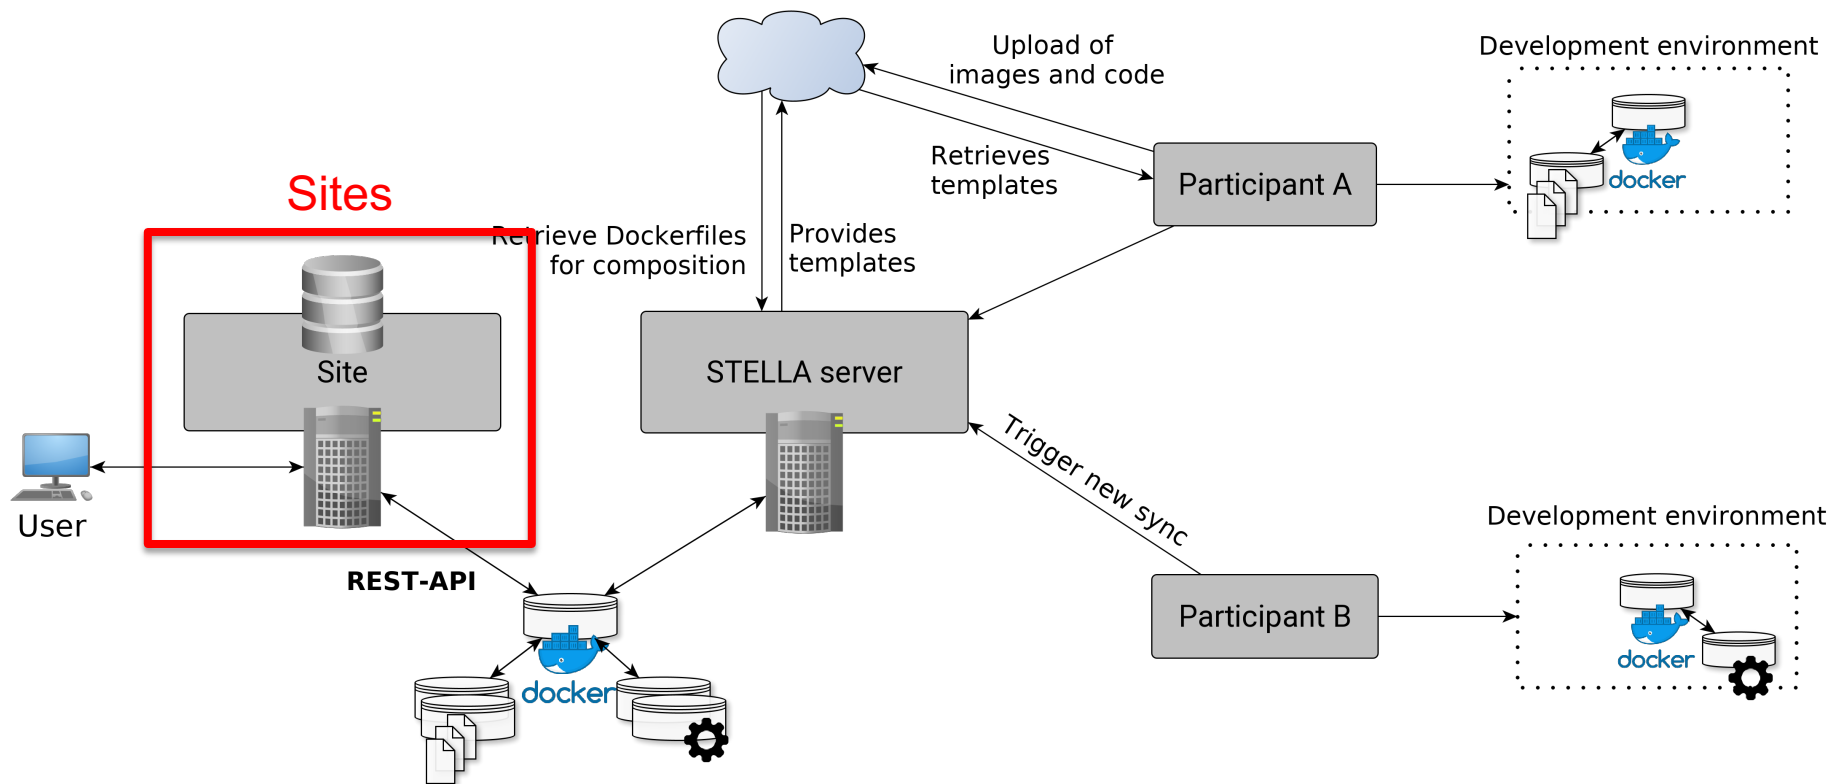 Upload of
images and code
Development environment
docker
Retrieves
templates
Participant A
Sites
Retrieve Dockerfiles
for composition
Provides
templates
Site
STELLA server
User
Trigger new sync
Development environment
REST-API
Participant B
docker
docker